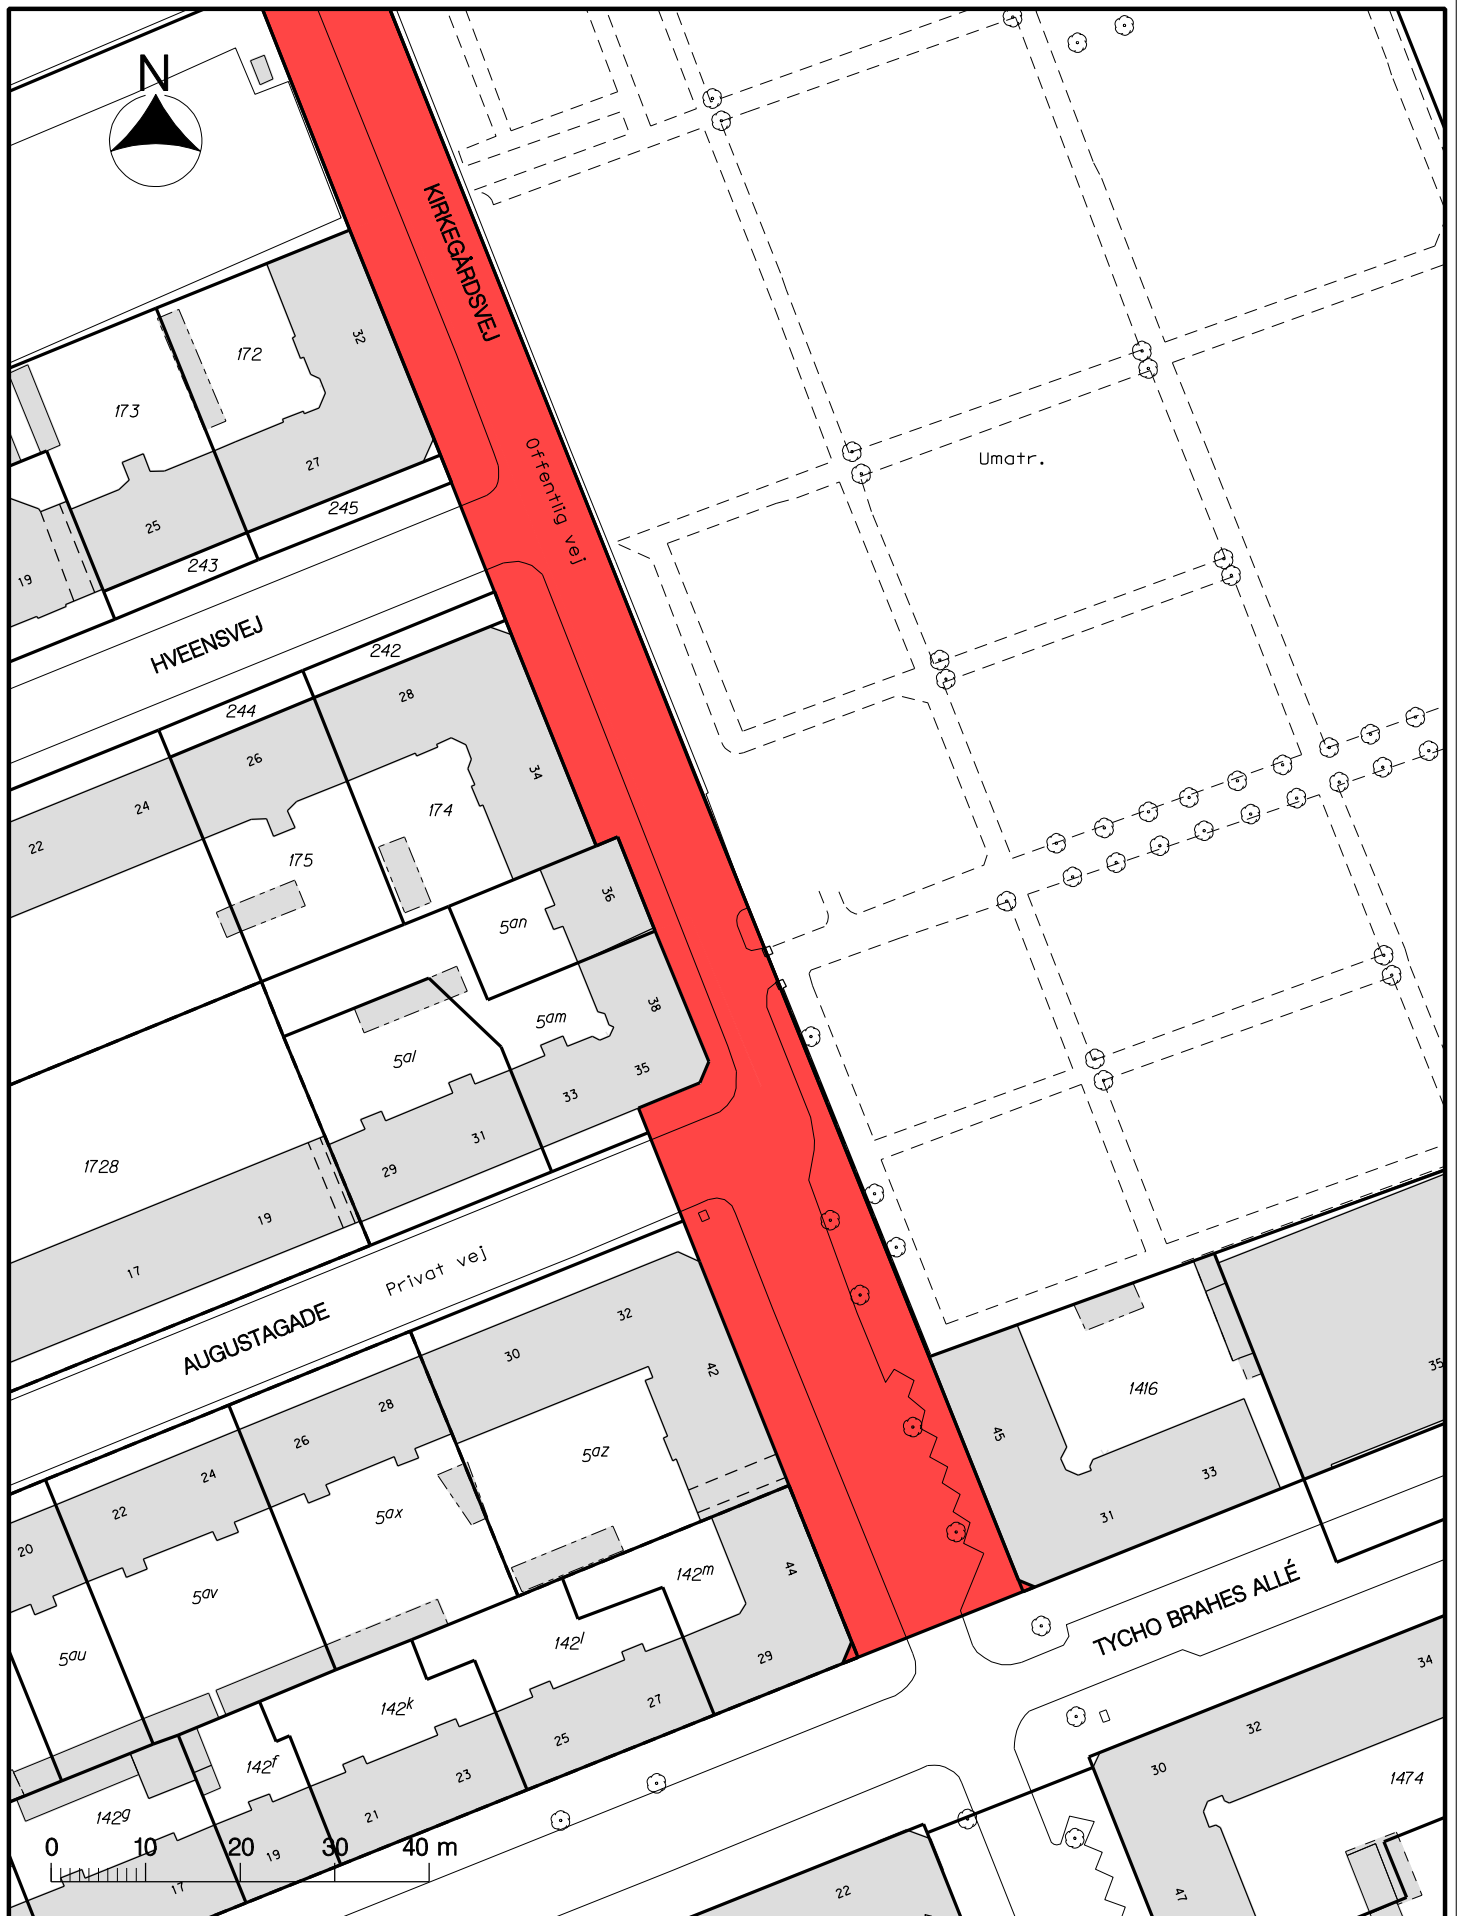 N
KIRKEGÅRDSVEJ
32
172
173
27
Offentlig vej
Umatr.
245
25
243
19
HVEENSVEJ
242
28
244
26
34
24
174
22
175
36
5an
38
5am
5al
35
33
31
1728
29
19
17
Privat vej
AUGUSTAGADE
32
30
42
35
1416
28
26
5az
45
24
33
22
5ax
31
20
44
142m
5av
TYCHO BRAHES ALLÉ
142l
5au
29
34
142k
27
32
25
142f
30
23
1474
142g
21
0 10 20 30 40 m
19
17
22
47